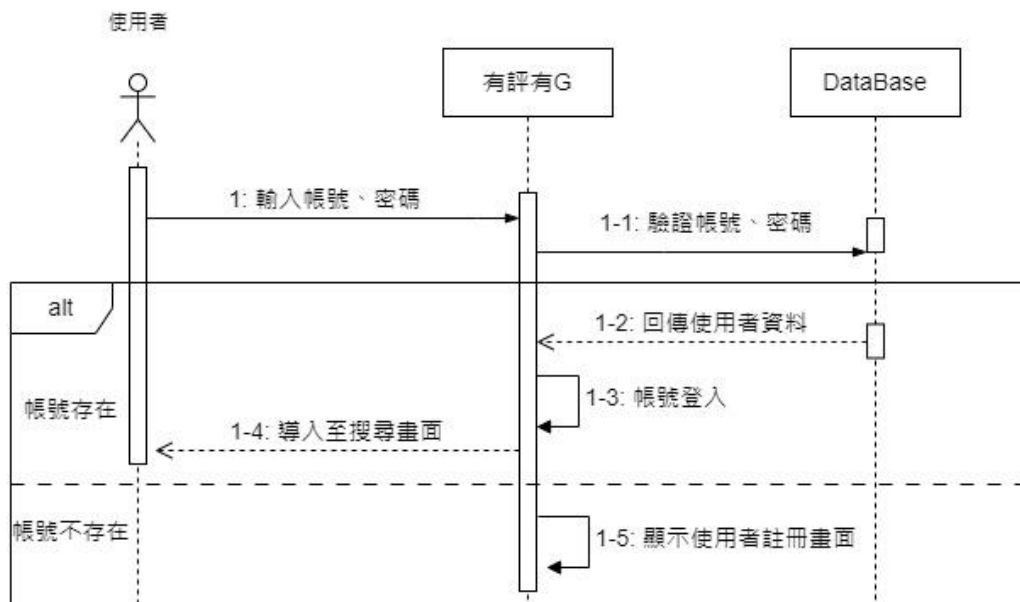 使用者
有評有G
DataBase
1: 輸入帳號、密碼
1-1: 驗證帳號、密碼
alt
1-2: 回傳使用者資料
帳號存在
1-3: 帳號登入
1-4: 導入至搜尋畫面
帳號不存在
1-5: 顯示使用者註冊畫面